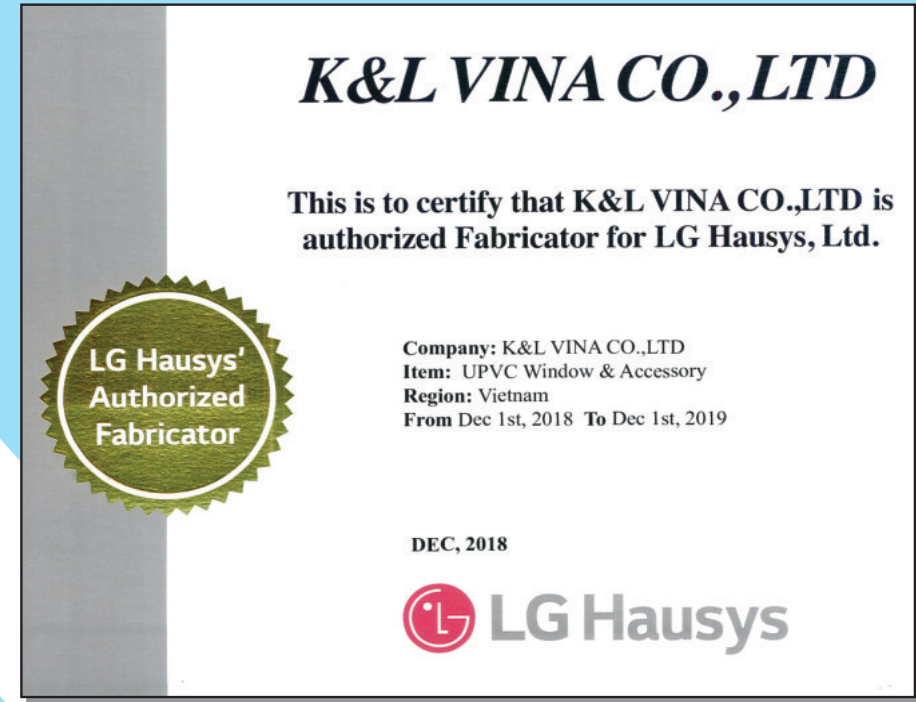 K&L VINA CO.,LTD
This is to certify that K&L VINA CO.,LTD is
authorized Fabricator for LG Hausys, Ltd.
LG Hausys'
Authorized
Fabricator
Company: K&L VINA CO.,LTD
Item: UPVC Window & Accessory
Region: Vietnam
From Dec 1st, 2018 To Dec 1st, 2019
DEC, 2018
LG Hausys